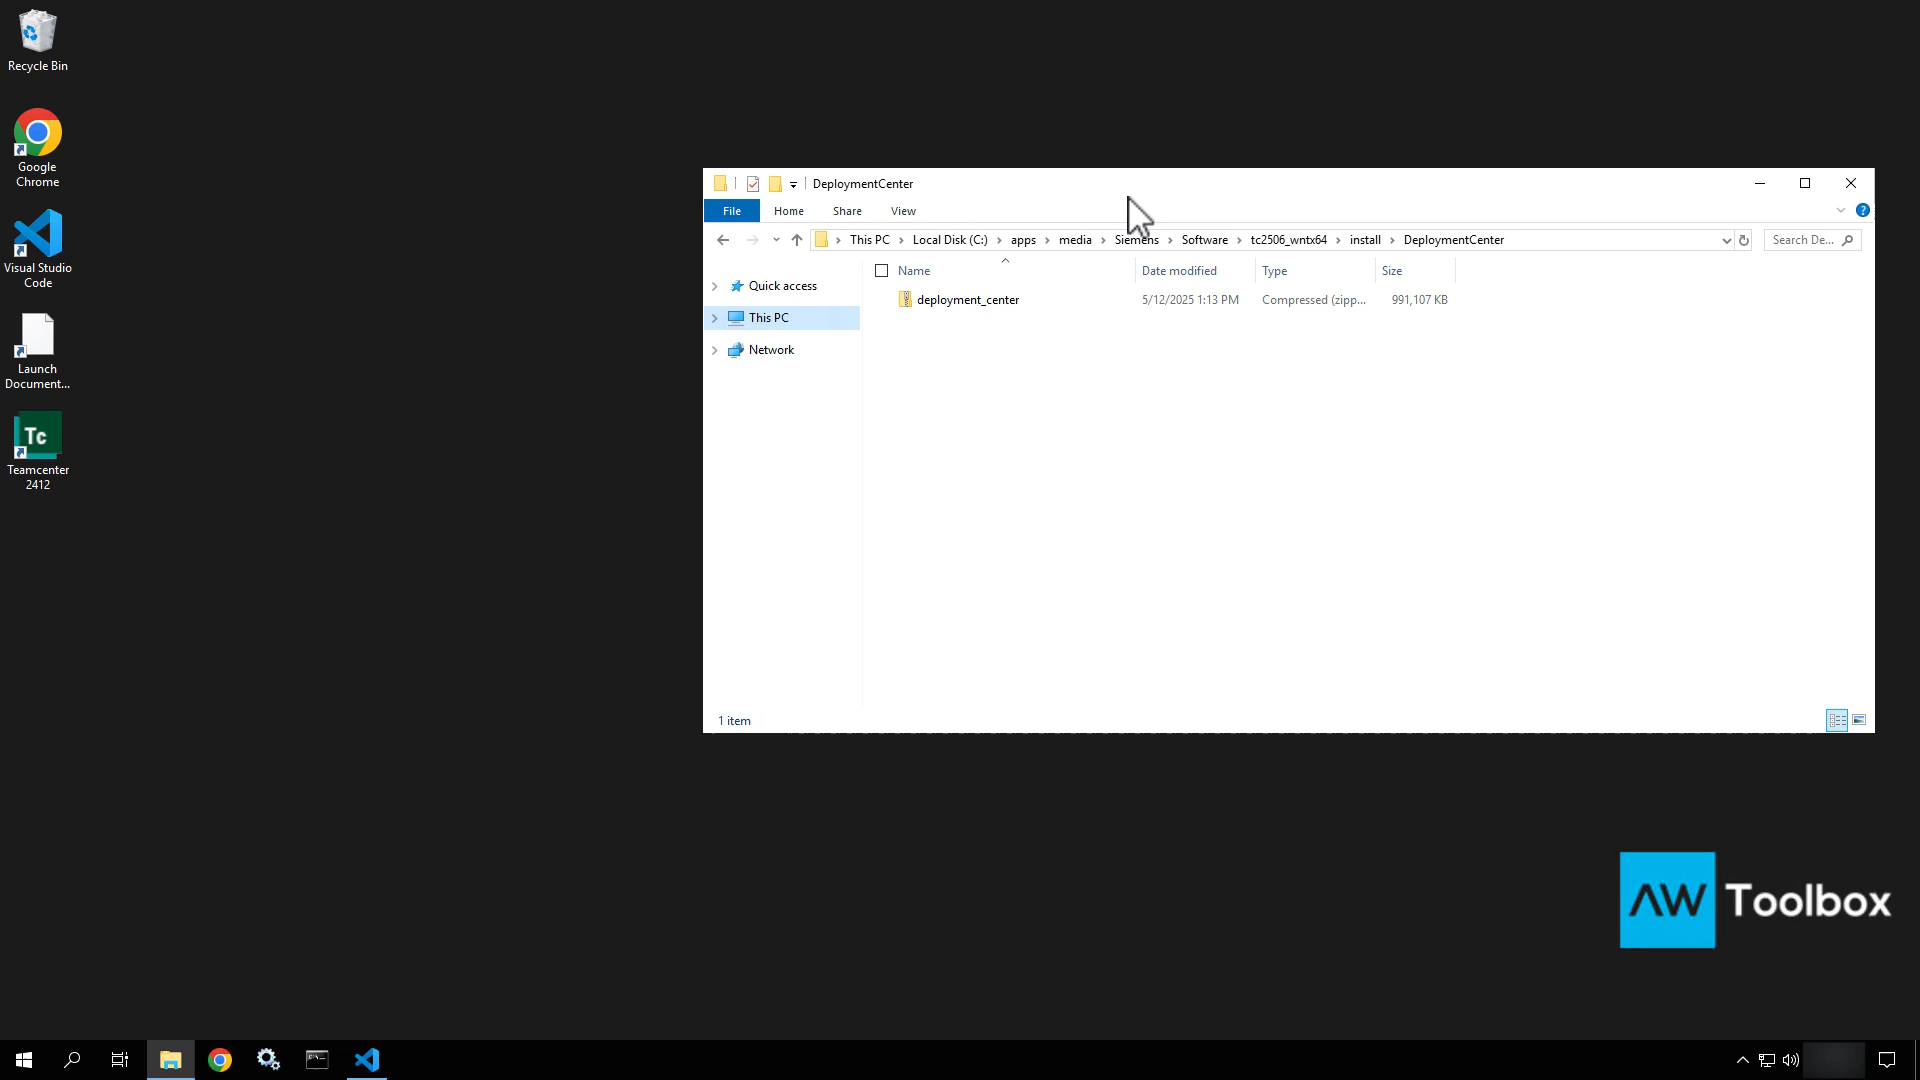 Recycle Bin
Google
Chrome
Visual Studio
Code
Launch
Document...
Tc
Teamcenter
2412
DeploymentCenter
File Home Share View
This PC Local Disk (C:) apps media Siemens Software tc2506_wntx64 install DeploymentCenter
Search De...
Name Date modified Type Size
Quick access
This PC
Network
deployment_center 5/12/2025 1:13 PM Compressed (zipp... 991,107 KB
1 item
AW Toolbox